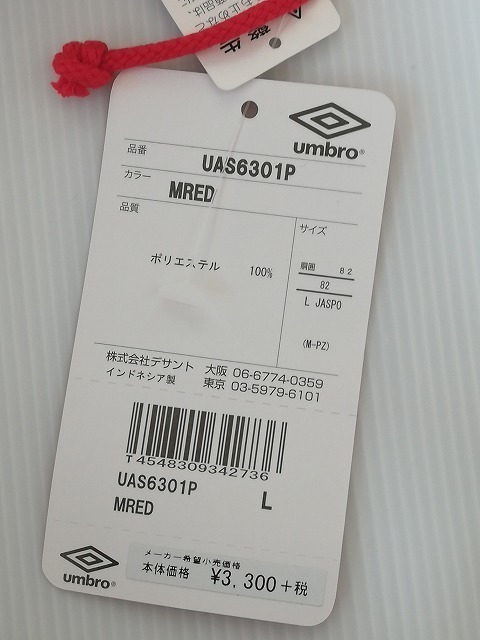 umbro®
品番 UAS6301P
カラー MRED
品質
サイズ
ポリエステル 100%
胴囲 82
82
L JASPO
(M-PZ)
株式会社デサント 大阪 06-6774-0359
インドネシア製 東京 03-5979-6101
T4548309342736
UAS6301P L
MRED
umbro®
メーカー希望小売価格
本体価格 ¥3,300+税